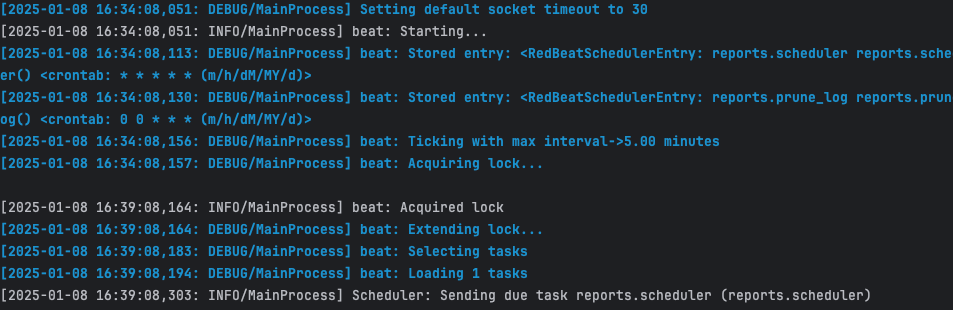 [2025-01-08 16:34:08,051: DEBUG/MainProcess] Setting default socket timeout to 30
[2025-01-08 16:34:08,051: INFO/MainProcess] beat: Starting...
[2025-01-08 16:34:08,113: DEBUG/MainProcess] beat: Stored entry: <RedBeatSchedulerEntry: reports.scheduler reports.sche
er() <crontab: * * * * * (m/h/dM/MY/d)>
[2025-01-08 16:34:08,130: DEBUG/MainProcess] beat: Stored entry: <RedBeatSchedulerEntry: reports.prune_log reports.prun
og() <crontab: 0 0 * * * (m/h/dM/MY/d)>
[2025-01-08 16:34:08,156: DEBUG/MainProcess] beat: Ticking with max interval->5.00 minutes
[2025-01-08 16:34:08,157: DEBUG/MainProcess] beat: Acquiring lock...
[2025-01-08 16:39:08,164: INFO/MainProcess] beat: Acquired lock
[2025-01-08 16:39:08,164: DEBUG/MainProcess] beat: Extending lock...
[2025-01-08 16:39:08,183: DEBUG/MainProcess] beat: Selecting tasks
[2025-01-08 16:39:08,194: DEBUG/MainProcess] beat: Loading 1 tasks
[2025-01-08 16:39:08,303: INFO/MainProcess] Scheduler: Sending due task reports.scheduler (reports.scheduler)